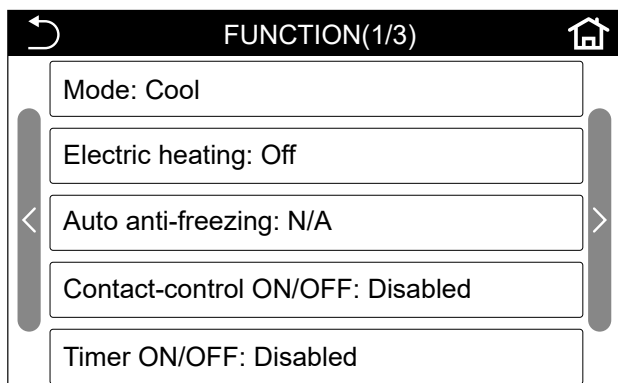 FUNCTION(1/3)
Mode: Cool
Electric heating: Off
Auto anti-freezing: N/A
Contact-control ON/OFF: Disabled
Timer ON/OFF: Disabled